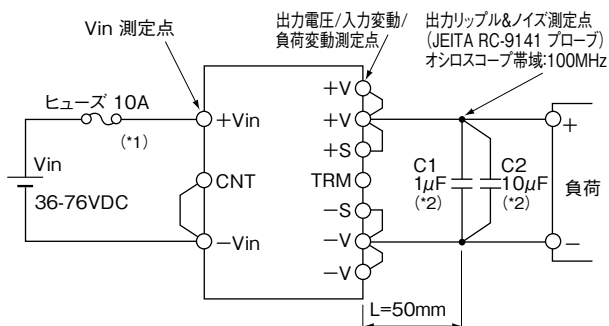 Vin 測定点
出力電圧/入力変動/
負荷変動測定点
出力リップル&ノイズ測定点
(JEITA RC-9141 プローブ)
オシロスコープ帯域:100MHz
ヒューズ 10A
(*1)
+Vin
CNT
−Vin
Vin
36-76VDC
+V
+V
+S
TRM
−S
−V
−V
C1
1μF
(*2)
C2
10μF
(*2)
+
負荷
−
L=50mm